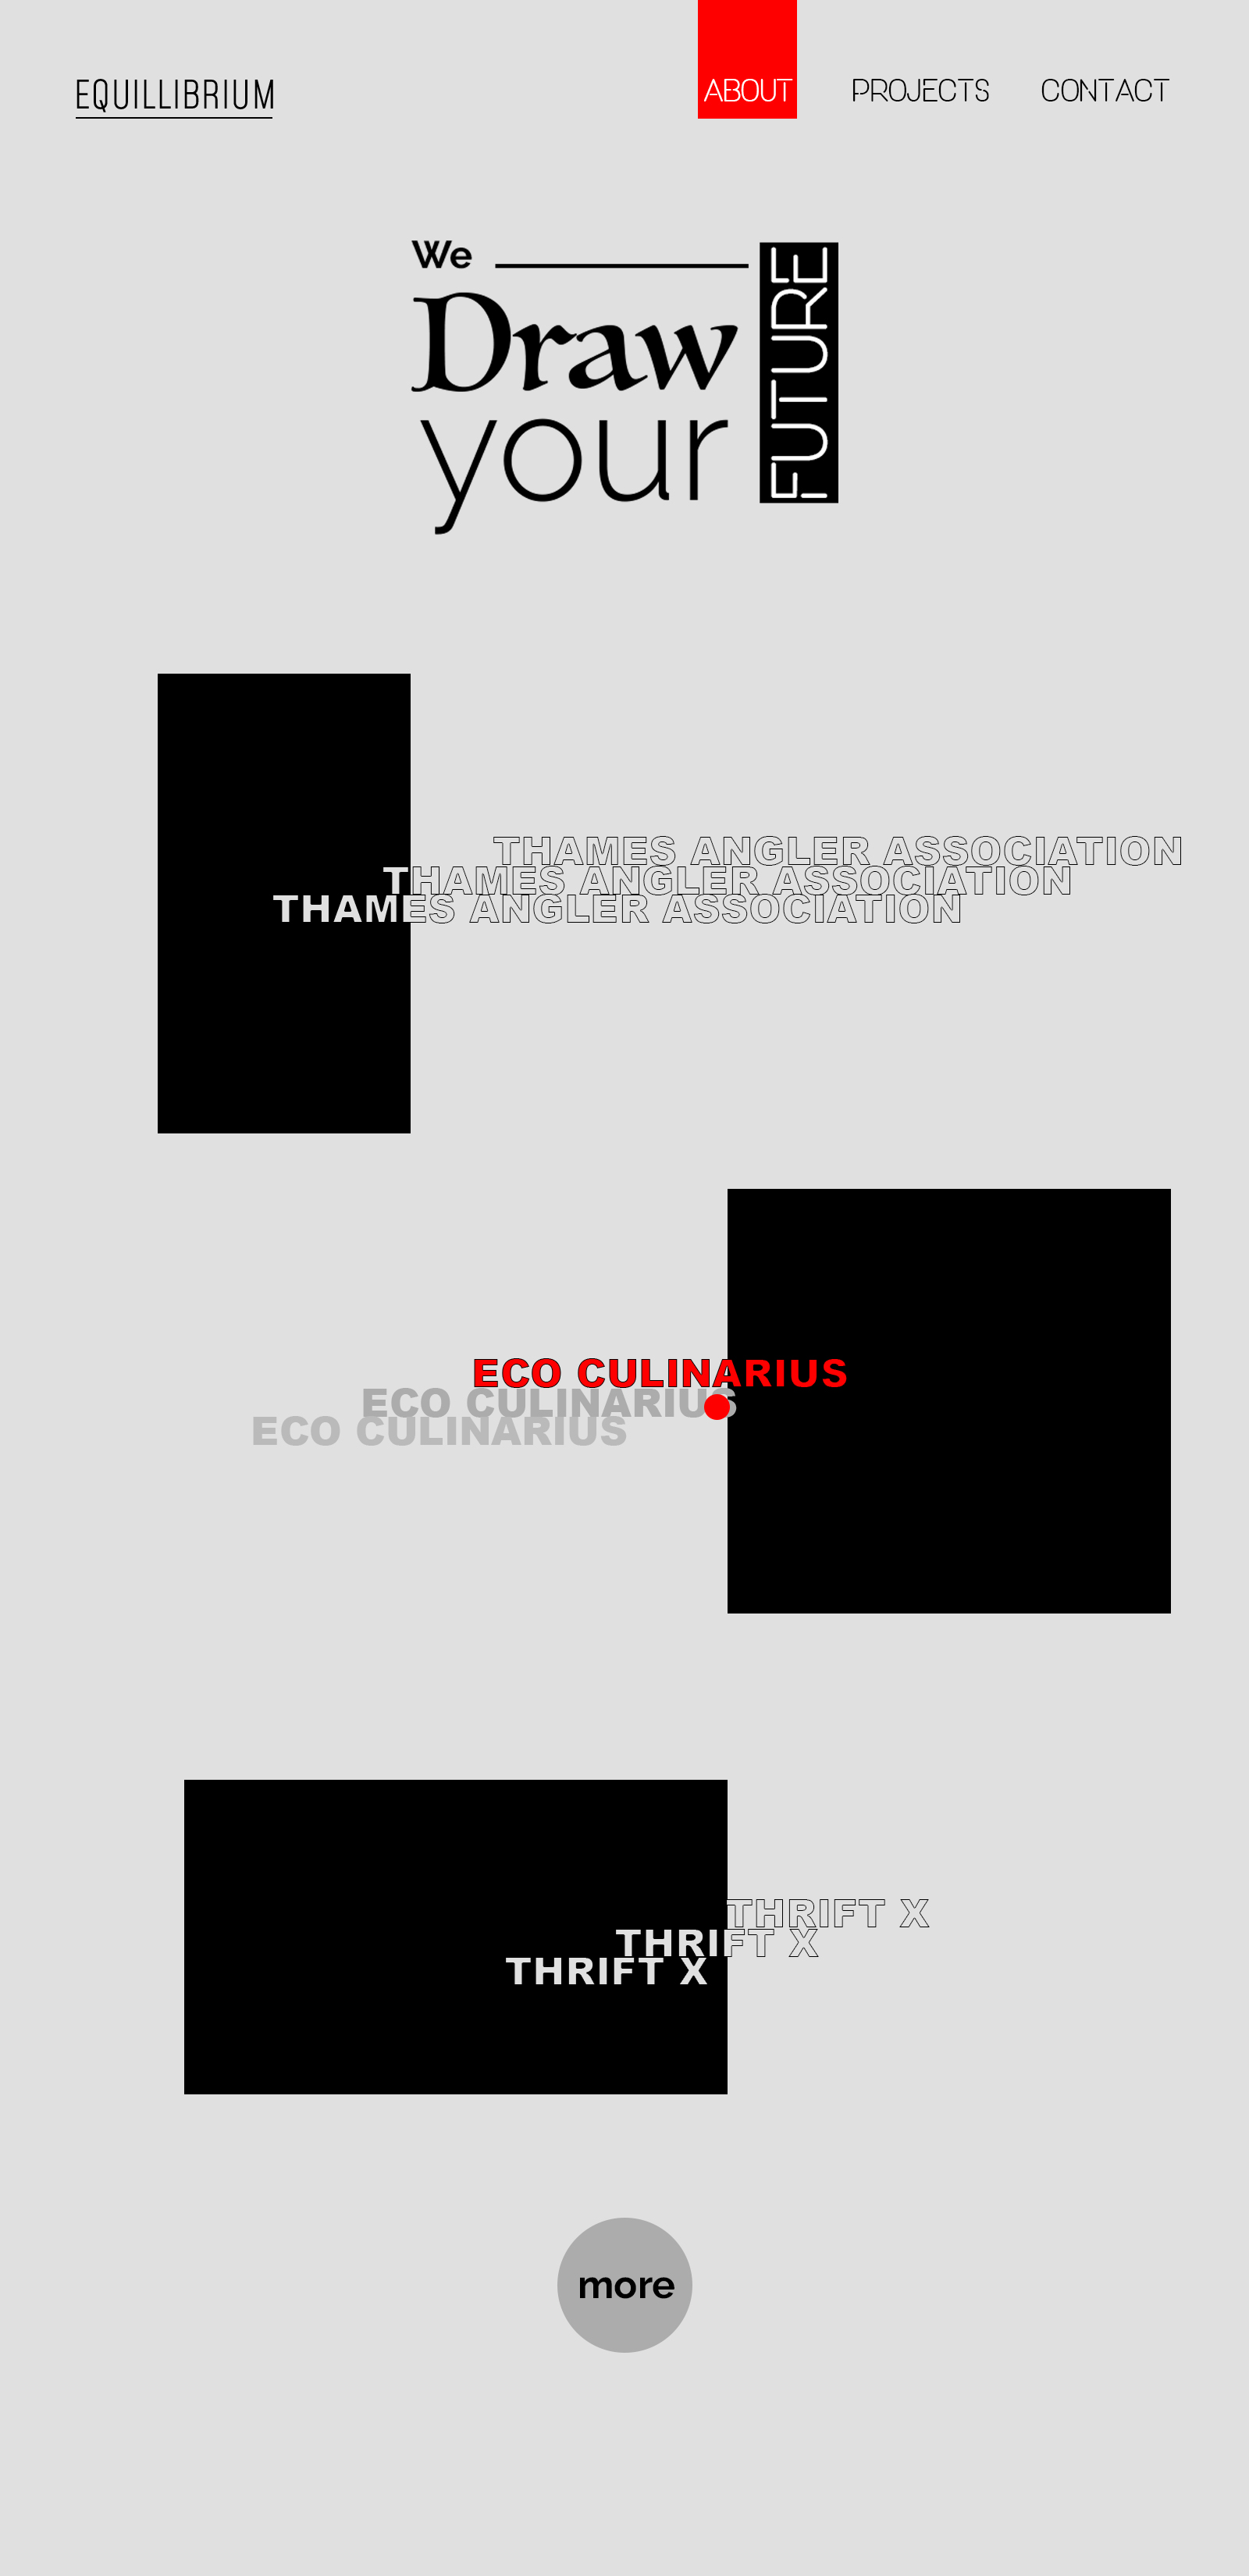 EQUILLIBRIUM
ABOUT PROJECTS CONTACT
We
Draw
your
FUTURE
THAMES ANGLER ASSOCIATION
THAMES ANGLER ASSOCIATION
THAMES ANGLER ASSOCIATION
ECO CULINARIUS
ECO CULINARIUS
ECO CULINARIUS
THRIFT X
THRIFT X
THRIFT X
more